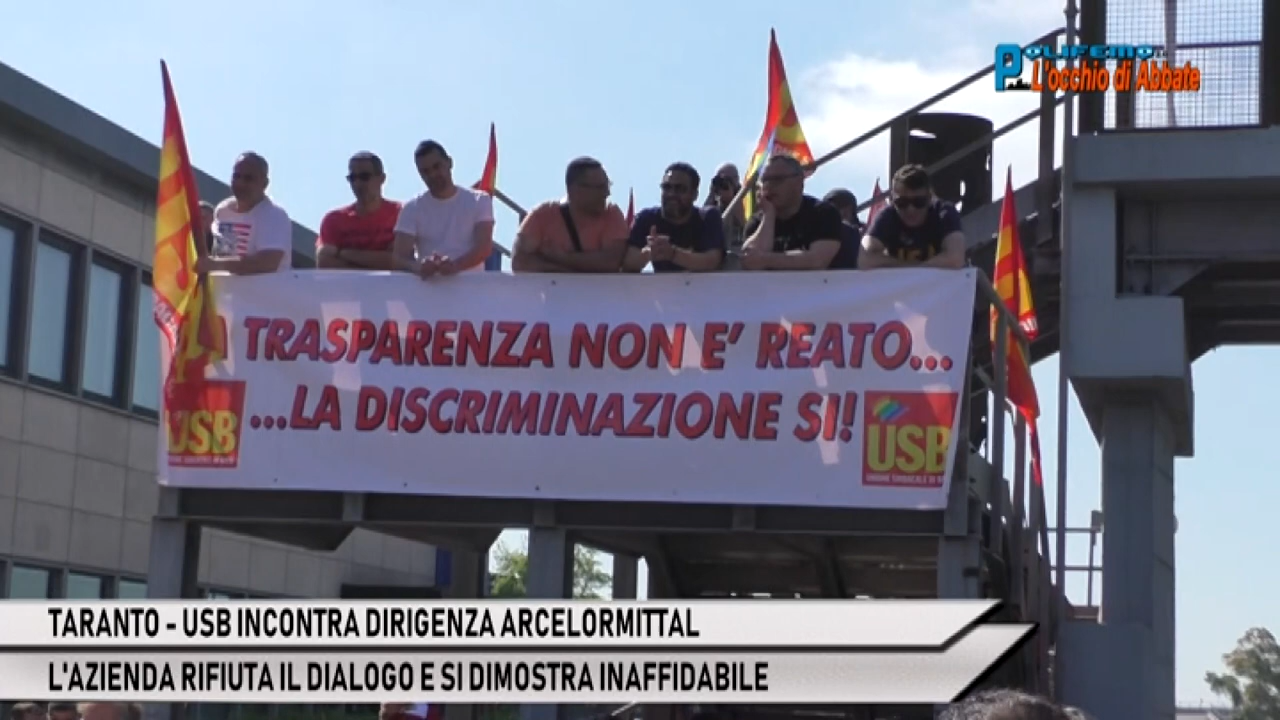 POLIFEMO
L'occhio di Abbate
TRASPARENZA NON E' REATO...
...LA DISCRIMINAZIONE SI!
USB
USB
TARANTO - USB INCONTRA DIRIGENZA ARCELORMITTAL
L'AZIENDA RIFIUTA IL DIALOGO E SI DIMOSTRA INAFFIDABILE